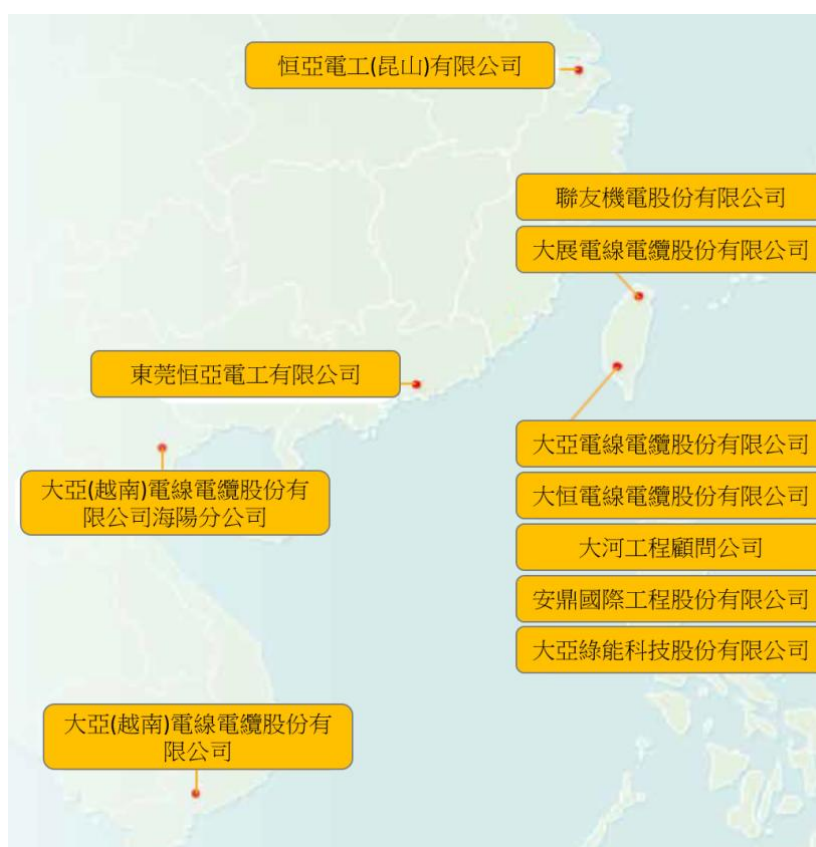 恒亞電工(昆山)有限公司
聯友機電股份有限公司
大展電線電纜股份有限公司
東莞恒亞電工有限公司
大亞電線電纜股份有限公司
大亞(越南)電線電纜股份有
限公司海陽分公司
大恒電線電纜股份有限公司
大河工程顧問公司
安鼎國際工程股份有限公司
大亞綠能科技股份有限公司
大亞(越南)電線電纜股份有
限公司